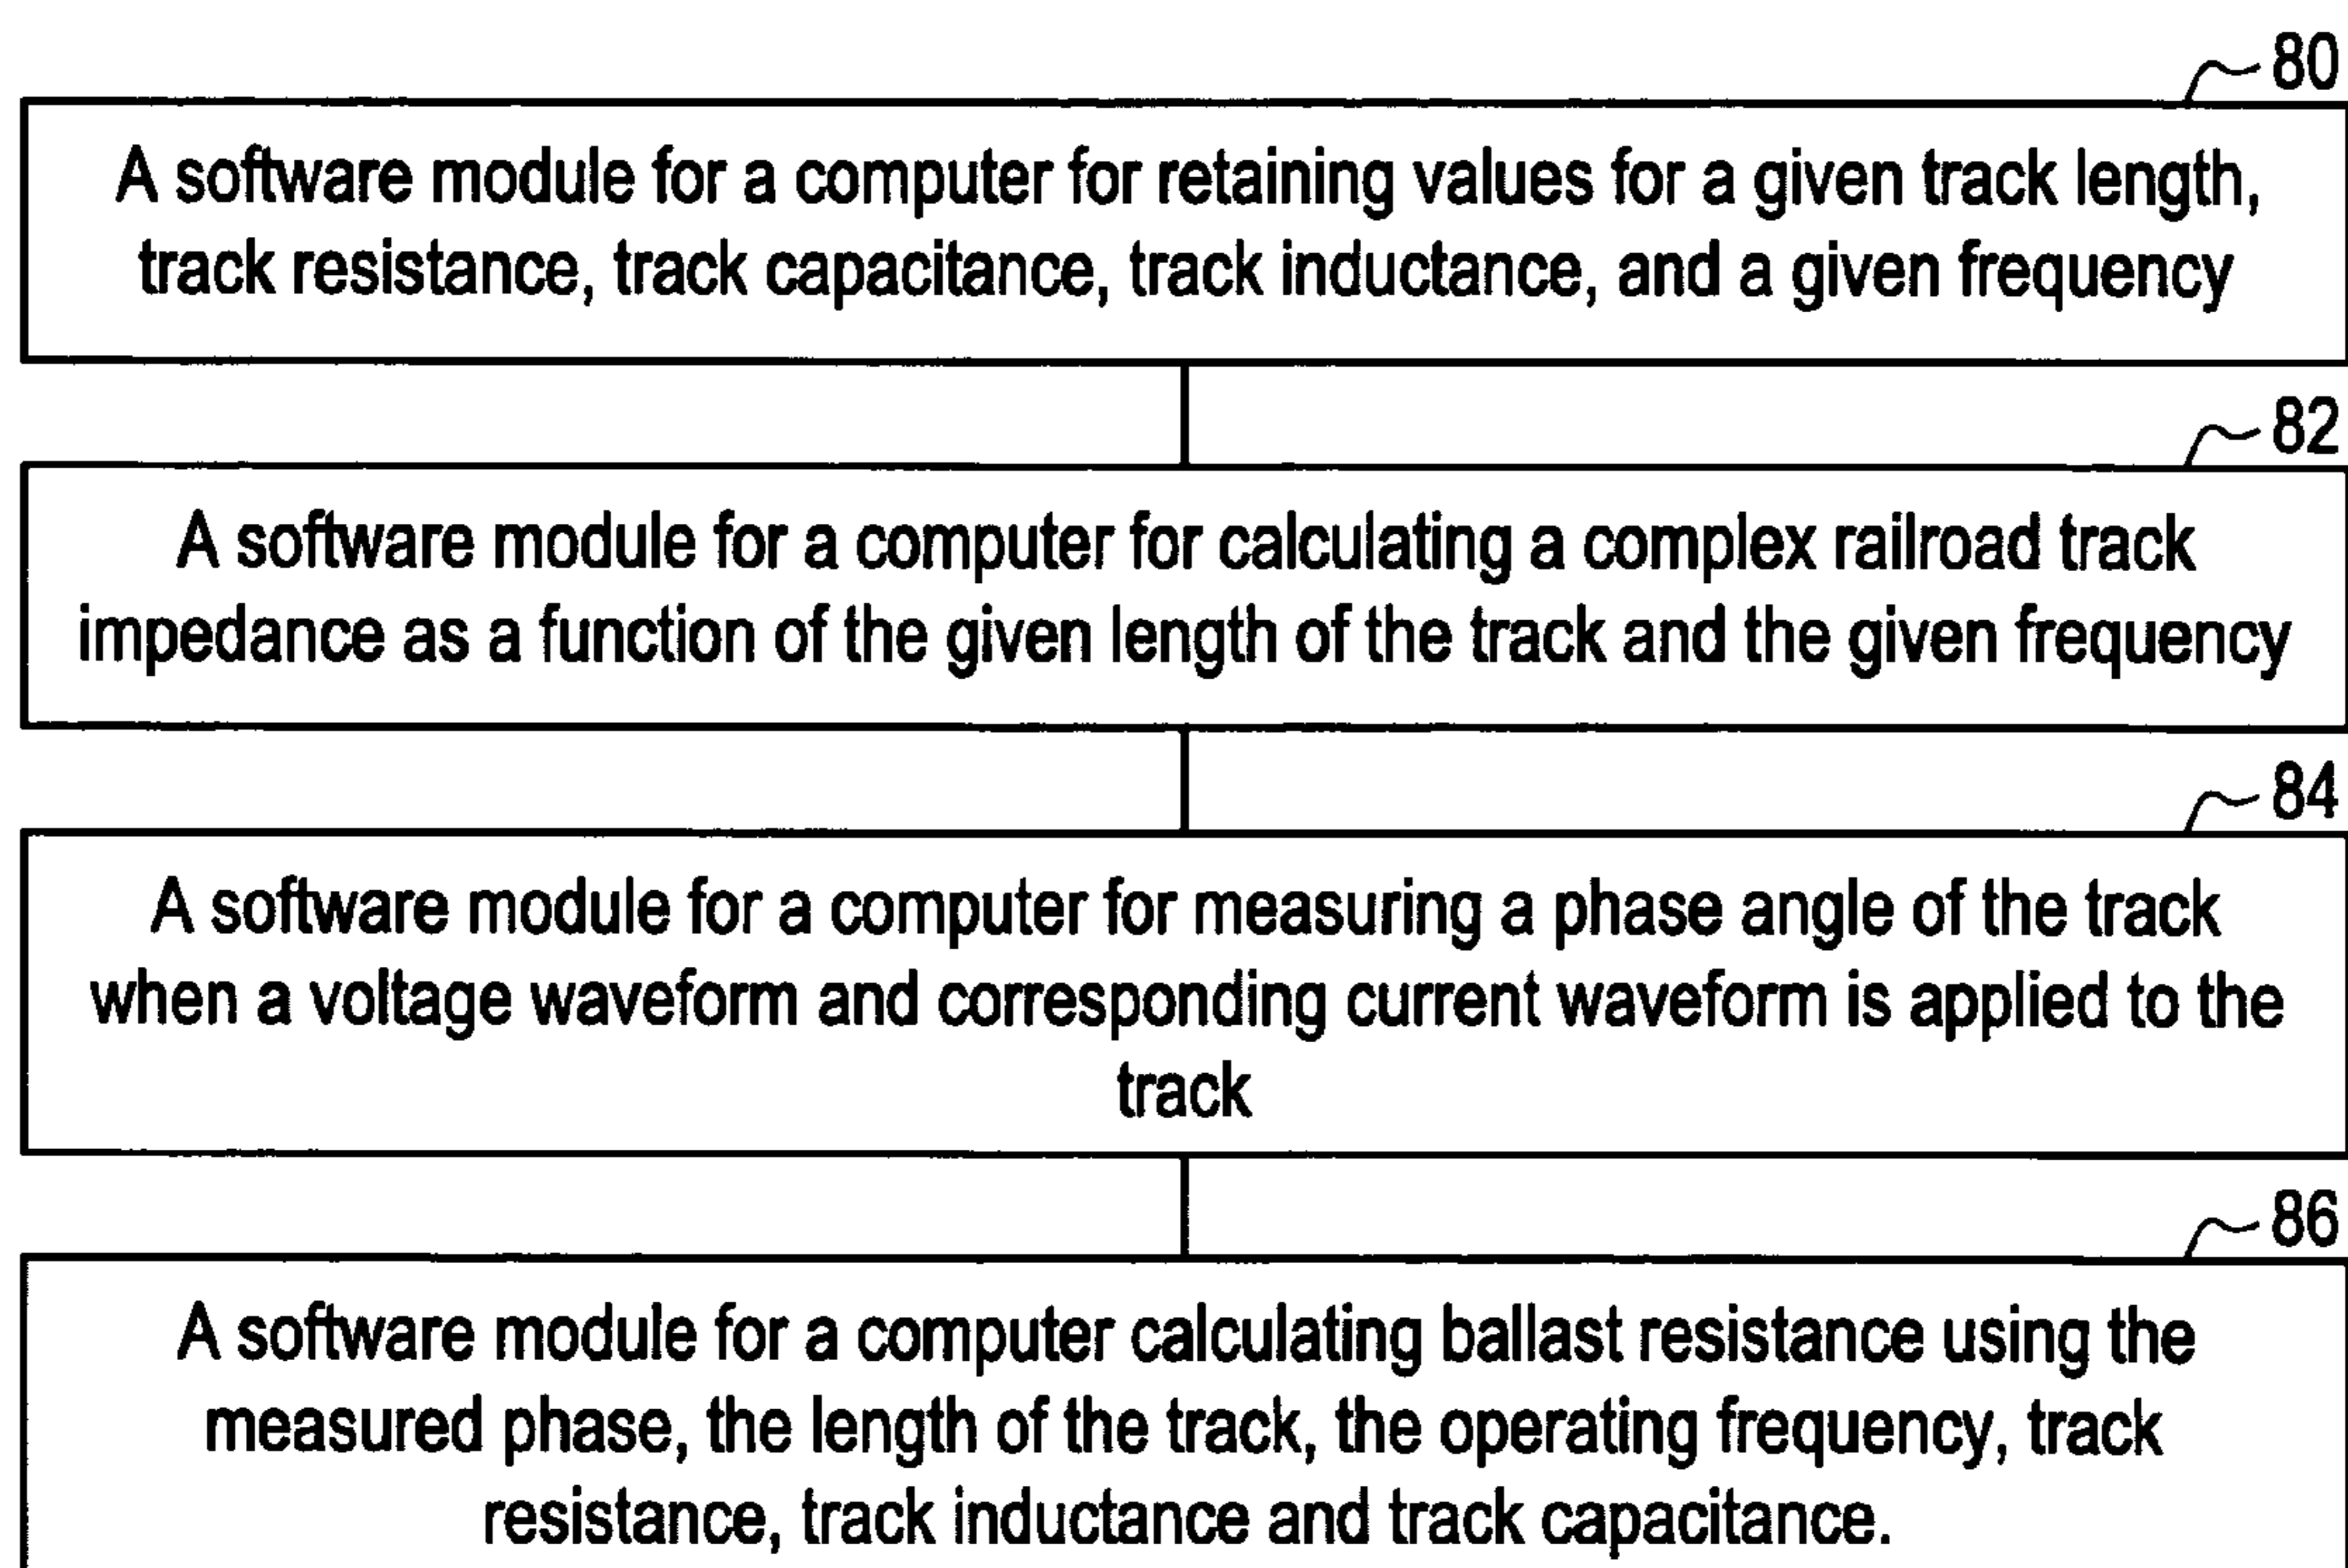 80
A software module for a computer for retaining values for a given track length,
track resistance, track capacitance, track inductance, and a given frequency
82
A software module for a computer for calculating a complex railroad track
impedance as a function of the given length of the track and the given frequency
84
A software module for a computer for measuring a phase angle of the track
when a voltage waveform and corresponding current waveform is applied to the
track
86
A software module for a computer calculating ballast resistance using the
measured phase, the length of the track, the operating frequency, track
resistance, track inductance and track capacitance.